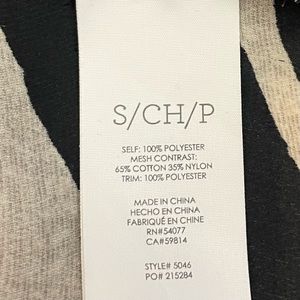 S/CH/P
SELF: 100% POLYESTER
MESH CONTRAST:
65% COTTON 35% NYLON
TRIM: 100% POLYESTER
MADE IN CHINA
HECHO EN CHINA
FABRIQUÉ EN CHINE
RN#54077
CA#59814
STYLE# 5046
PO# 215284